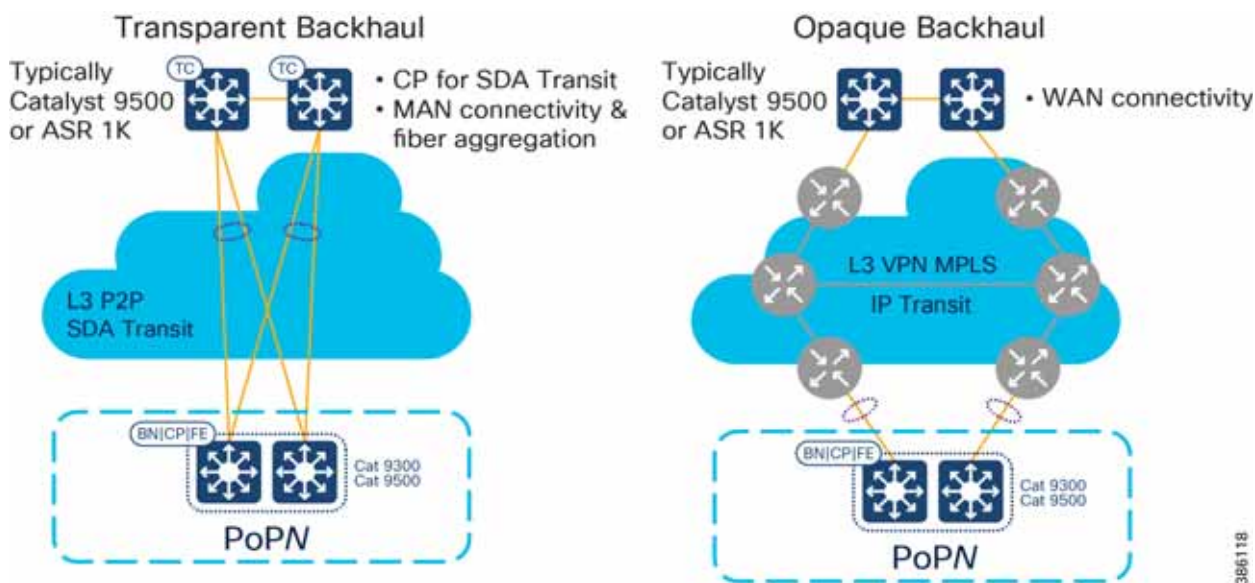 Transparent Backhaul
Typically
Catalyst 9500
or ASR 1K
TC
TC
• CP for SDA Transit
• MAN connectivity &
fiber aggregation
L3 P2P
SDA Transit
BN|CP|FE
Cat 9300
Cat 9500
PoPN
Opaque Backhaul
Typically
Catalyst 9500
or ASR 1K
• WAN connectivity
L3 VPN MPLS
IP Transit
BN|CP|FE
Cat 9300
Cat 9500
PoPN